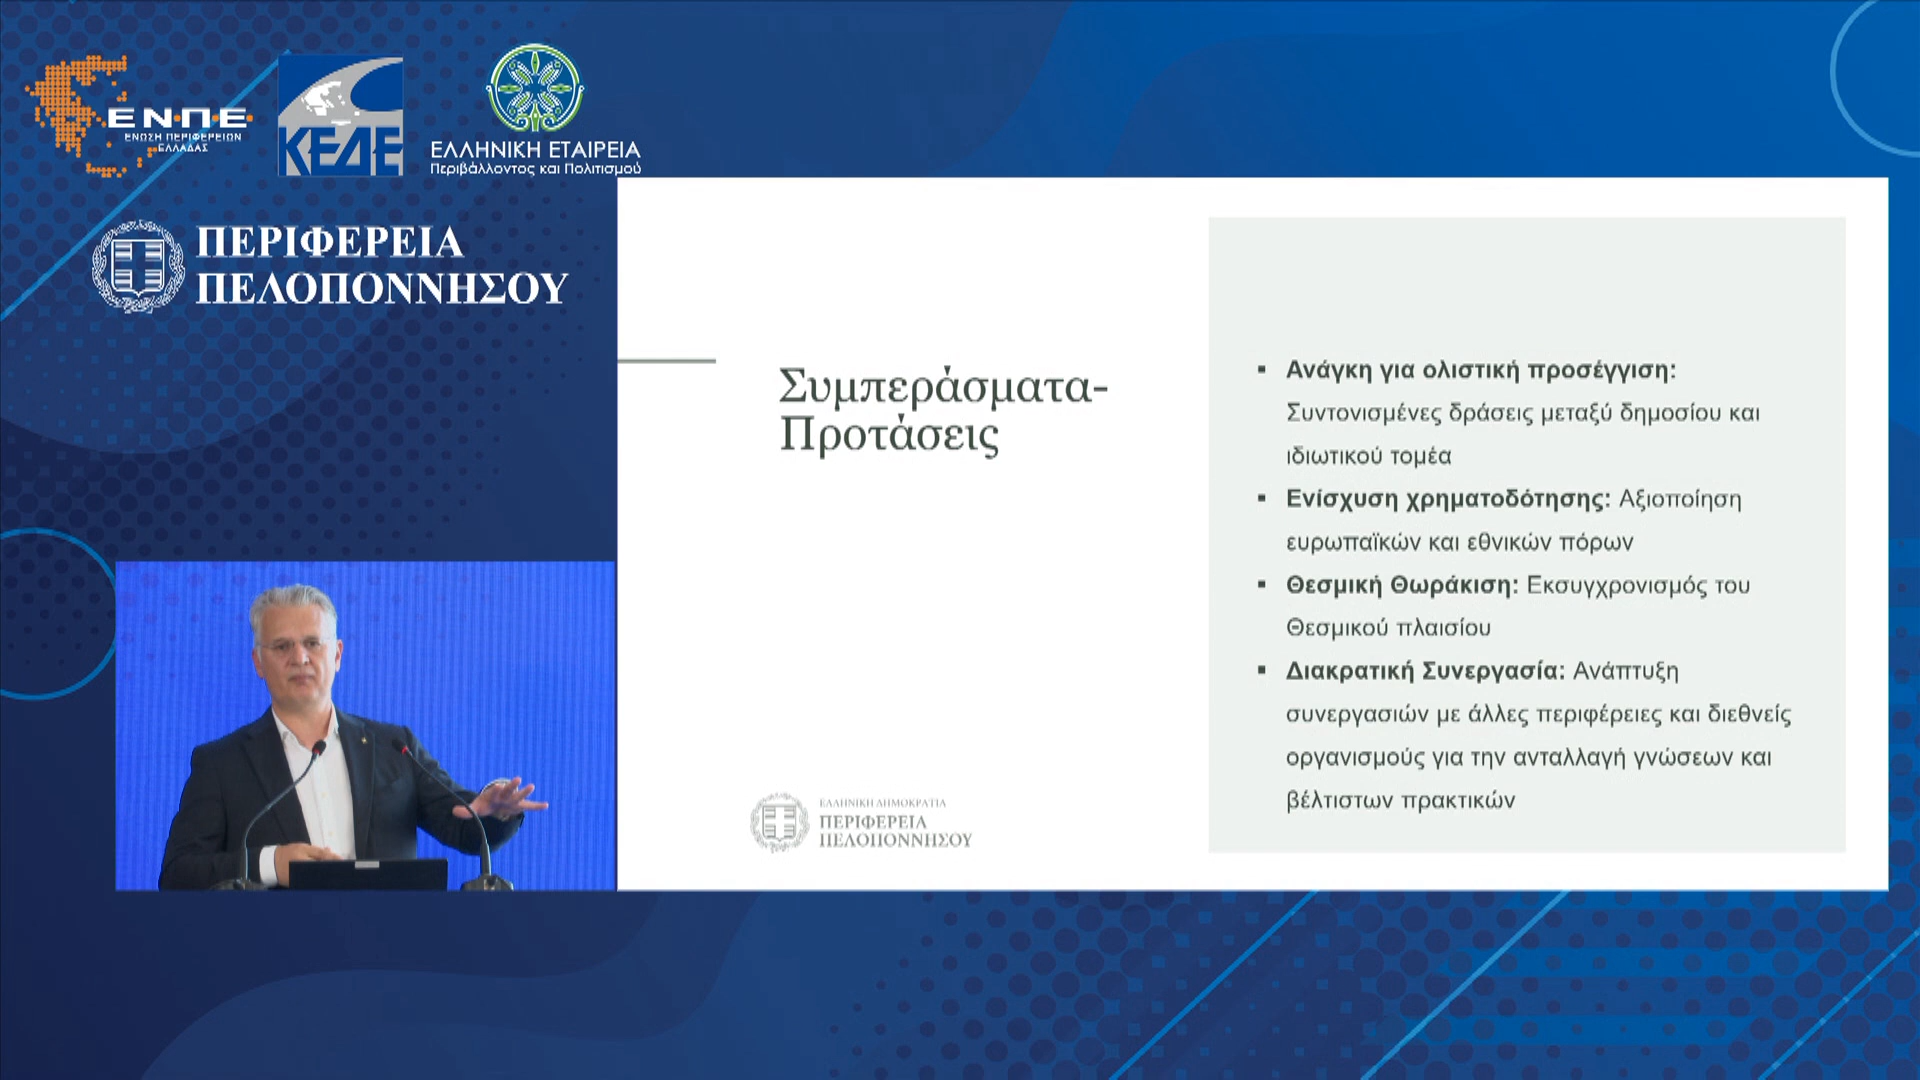 ΕΝΠΕ
ΕΝΩΣΗ ΠΕΡΙΦΕΡΕΙΩΝ
ΕΛΛΑΔΑΣ
ΚΕΔΕ
ΕΛΛΗΝΙΚΗ ΕΤΑΙΡΕΙΑ
Περιβάλλοντος και Πολιτισμού
ΠΕΡΙΦΕΡΕΙΑ
ΠΕΛΟΠΟΝΝΗΣΟΥ
Συμπεράσματα-
Προτάσεις
▪ Ανάγκη για ολιστική προσέγγιση:
Συντονισμένες δράσεις μεταξύ δημοσίου και
ιδιωτικού τομέα
▪ Ενίσχυση χρηματοδότησης: Αξιοποίηση
ευρωπαϊκών και εθνικών πόρων
▪ Θεσμική Θωράκιση: Εκσυγχρονισμός του
Θεσμικού πλαισίου
▪ Διακρατική Συνεργασία: Ανάπτυξη
συνεργασιών με άλλες περιφέρειες και διεθνείς
οργανισμούς για την ανταλλαγή γνώσεων και
βέλτιστων πρακτικών
ΕΛΛΗΝΙΚΗ ΔΗΜΟΚΡΑΤΙΑ
ΠΕΡΙΦΕΡΕΙΑ
ΠΕΛΟΠΟΝΝΗΣΟΥ